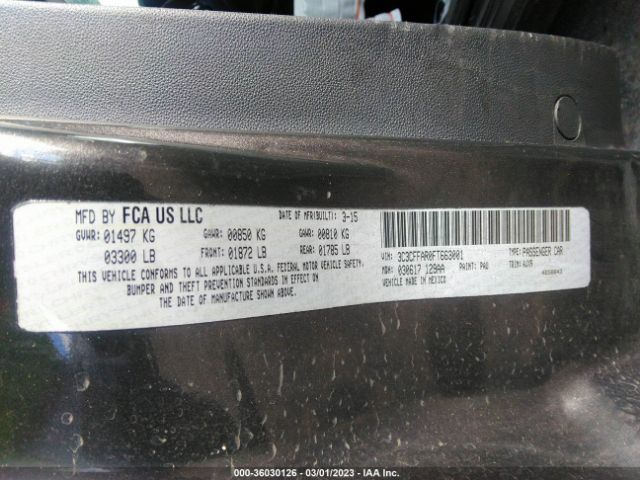 MFD BY FCA US LLC
DATE OF MFR(BUILT): 3-15
GVWR: 01497 KG
GAWR: 00850 KG
GAWR: 00810 KG
03300 LB
FRONT: 01872 LB
REAR: 01785 LB
THIS VEHICLE CONFORMS TO ALL APPLICABLE U.S.A. FEDERAL MOTOR VEHICLE SAFETY,
BUMPER AND THEFT PREVENTION STANDARDS IN EFFECT ON
THE DATE OF MANUFACTURE SHOWN ABOVE.
VIN: 3C3CFFAR0FT663001
TYPE: PASSENGER CAR
MDH: 030617 129AA
PAINT: PAU
VEHICLE MADE IN MEXICO
000-36030126 — 03/01/2023 — IAA Inc.